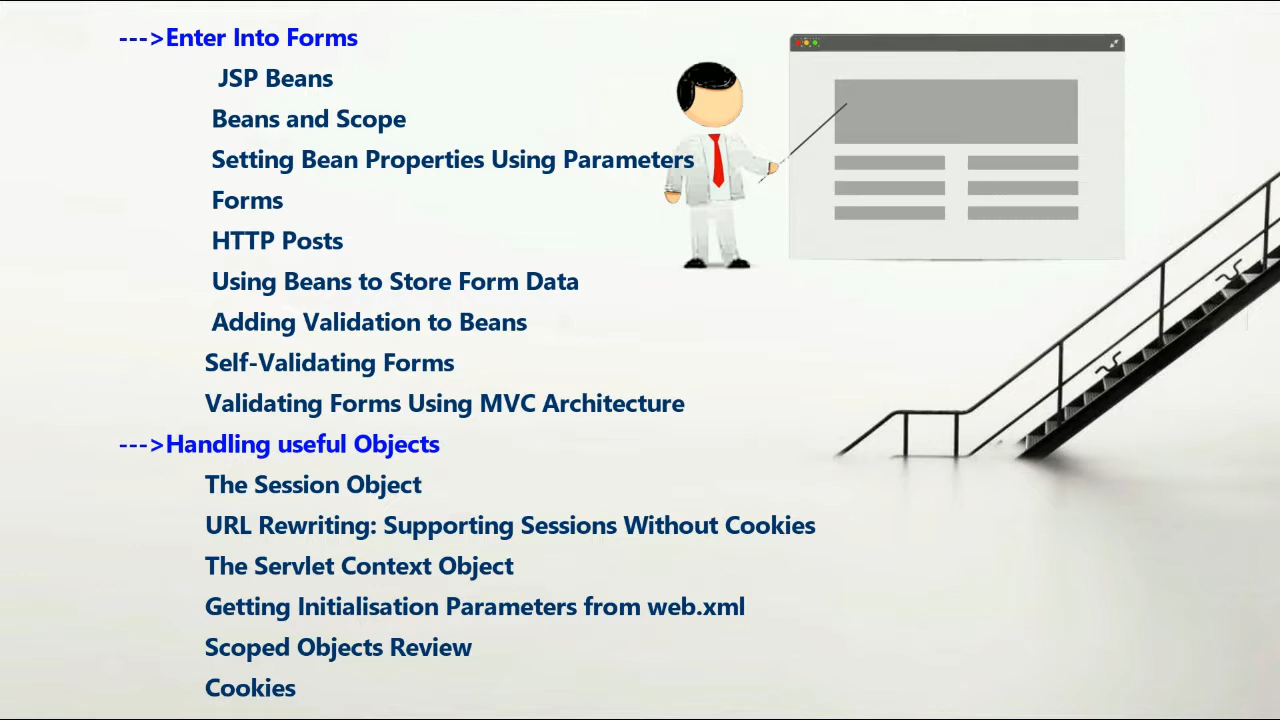 --->Enter Into Forms
JSP Beans
Beans and Scope
Setting Bean Properties Using Parameters
Forms
HTTP Posts
Using Beans to Store Form Data
Adding Validation to Beans
Self-Validating Forms
Validating Forms Using MVC Architecture
--->Handling useful Objects
The Session Object
URL Rewriting: Supporting Sessions Without Cookies
The Servlet Context Object
Getting Initialisation Parameters from web.xml
Scoped Objects Review
Cookies